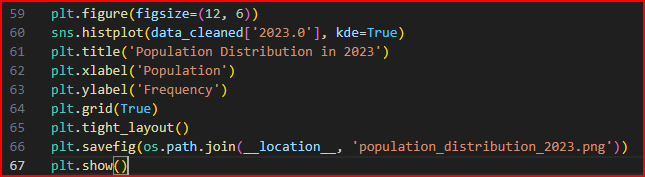 59 plt.figure(figsize=(12, 6))
60 sns.histplot(data_cleaned['2023.0'], kde=True)
61 plt.title('Population Distribution in 2023')
62 plt.xlabel('Population')
63 plt.ylabel('Frequency')
64 plt.grid(True)
65 plt.tight_layout()
66 plt.savefig(os.path.join(__location__, 'population_distribution_2023.png'))
67 plt.show()